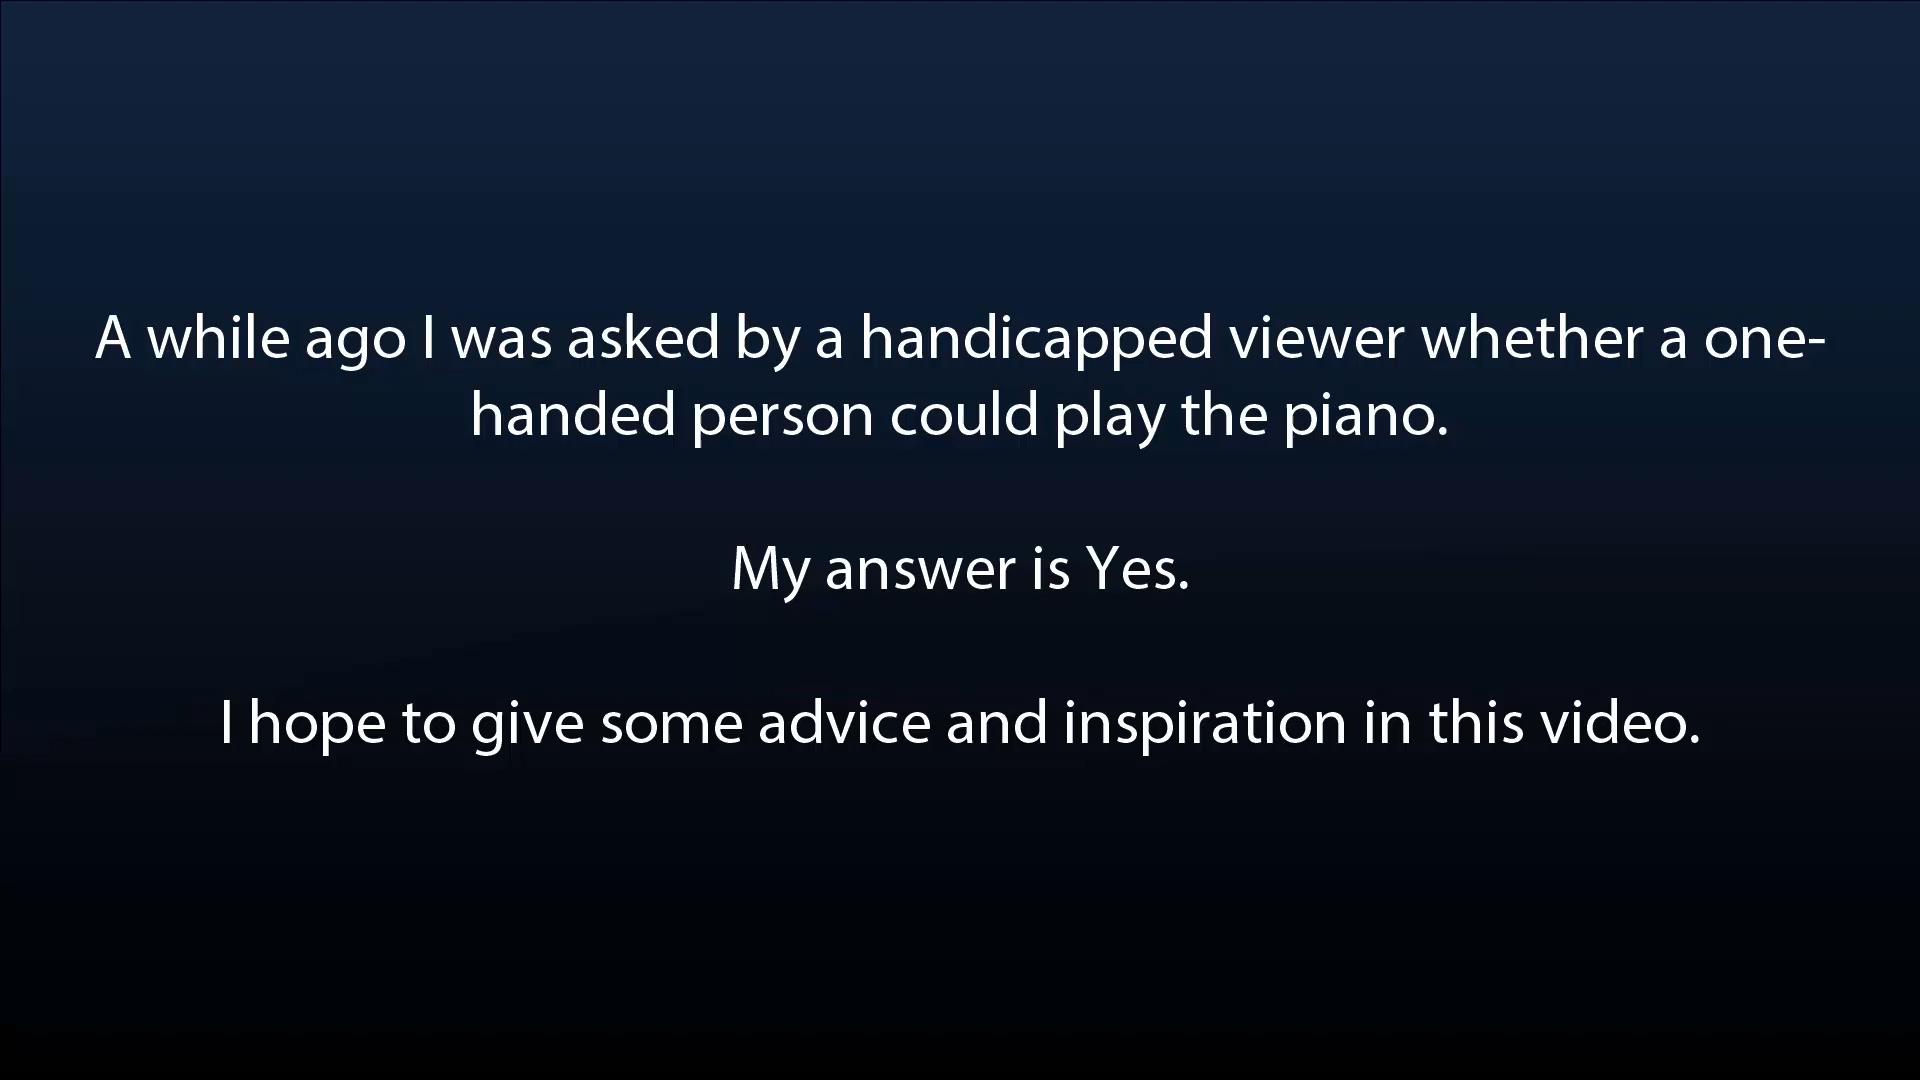 A while ago I was asked by a handicapped viewer whether a one-
handed person could play the piano.
My answer is Yes.
I hope to give some advice and inspiration in this video.